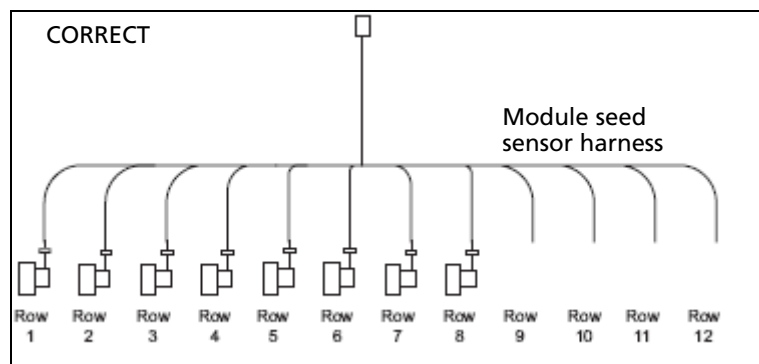 CORRECT
Module seed
sensor harness
Row Row Row Row Row Row Row Row Row Row Row Row
1 2 3 4 5 6 7 8 9 10 11 12